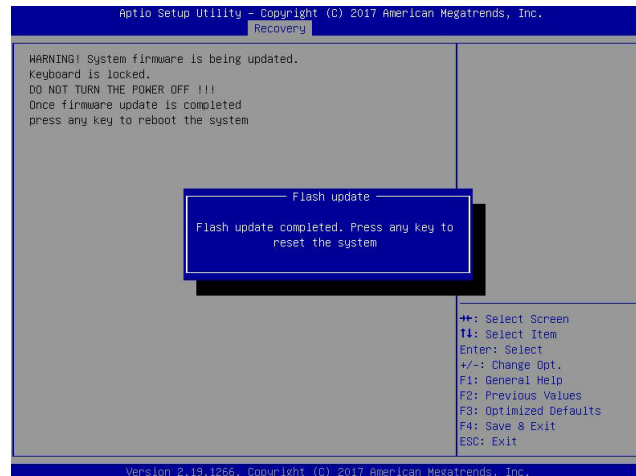 Aptio Setup Utility – Copyright (C) 2017 American Megatrends, Inc.
Recovery
WARNING! System firmware is being updated.
Keyboard is locked.
DO NOT TURN THE POWER OFF !!!
Once firmware update is completed
press any key to reboot the system
Flash update
Flash update completed. Press any key to
reset the system
→←: Select Screen
↑↓: Select Item
Enter: Select
+/-: Change Opt.
F1: General Help
F2: Previous Values
F3: Optimized Defaults
F4: Save & Exit
ESC: Exit
Version 2.19.1266. Copyright (C) 2017 American Megatrends, Inc.